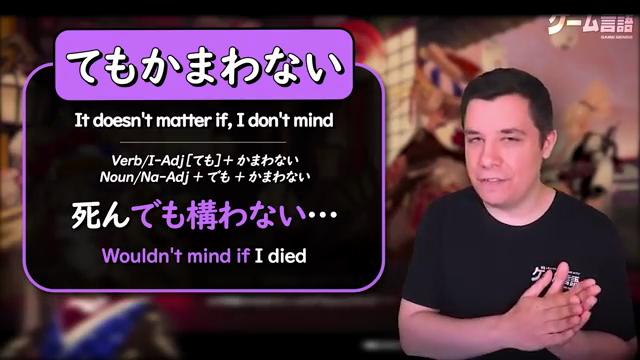 ゲーム言語
GAME GENGO
てもかまわない
It doesn't matter if, I don't mind
Verb/I-Adj [ても] + かまわない
Noun/Na-Adj + でも + かまわない
死んでも構わない…
Wouldn't mind if I died